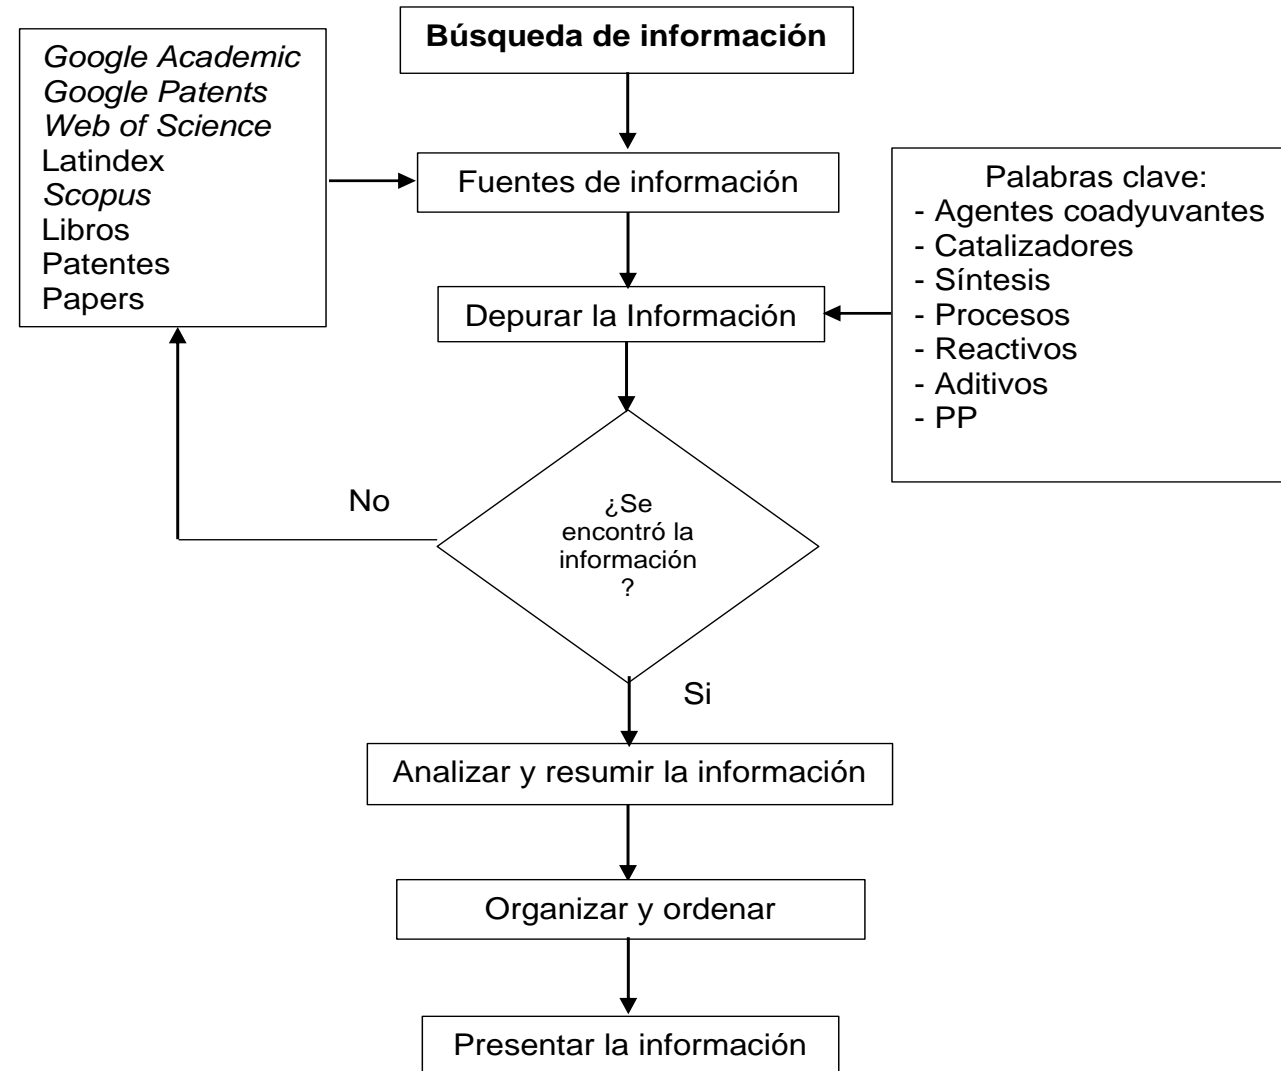 Búsqueda de información
Google Academic
Google Patents
Web of Science
Latindex
Scopus
Libros
Patentes
Papers
Fuentes de información
Palabras clave:
- Agentes coadyuvantes
- Catalizadores
- Síntesis
- Procesos
- Reactivos
- Aditivos
- PP
Depurar la Información
No
¿Se
encontró la
información
?
Si
Analizar y resumir la información
Organizar y ordenar
Presentar la información